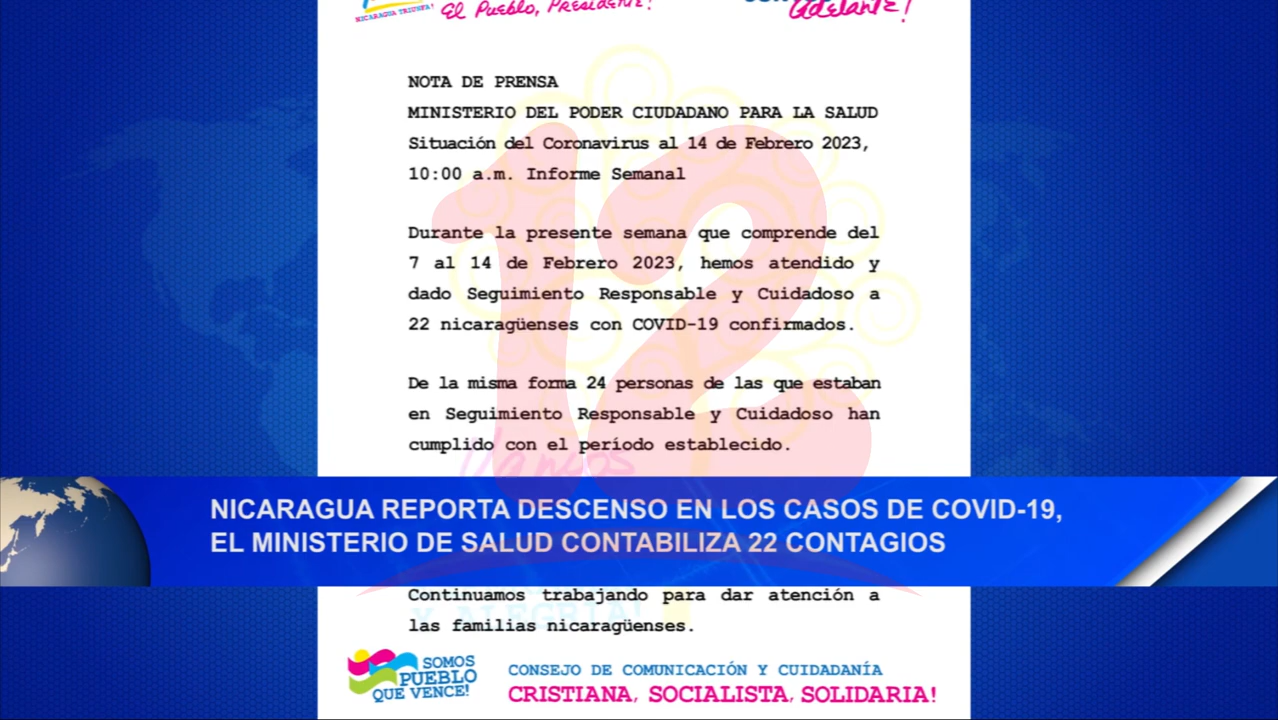 NICARAGUA TRIUNFA!
El Pueblo, Presidente!
adelante!
NOTA DE PRENSA
MINISTERIO DEL PODER CIUDADANO PARA LA SALUD
Situación del Coronavirus al 14 de Febrero 2023,
10:00 a.m. Informe Semanal
Durante la presente semana que comprende del
7 al 14 de Febrero 2023, hemos atendido y
dado Seguimiento Responsable y Cuidadoso a
22 nicaragüenses con COVID-19 confirmados.
De la misma forma 24 personas de las que estaban
en Seguimiento Responsable y Cuidadoso han
cumplido con el período establecido.
Vamos
12
NICARAGUA REPORTA DESCENSO EN LOS CASOS DE COVID-19,
EL MINISTERIO DE SALUD CONTABILIZA 22 CONTAGIOS
Continuamos trabajando para dar atención a
Y ALEGRIA!
las familias nicaragüenses.
SOMOS
PUEBLO
QUE VENCE!
CONSEJO DE COMUNICACIÓN Y CUIDADANÍA
CRISTIANA, SOCIALISTA, SOLIDARIA!